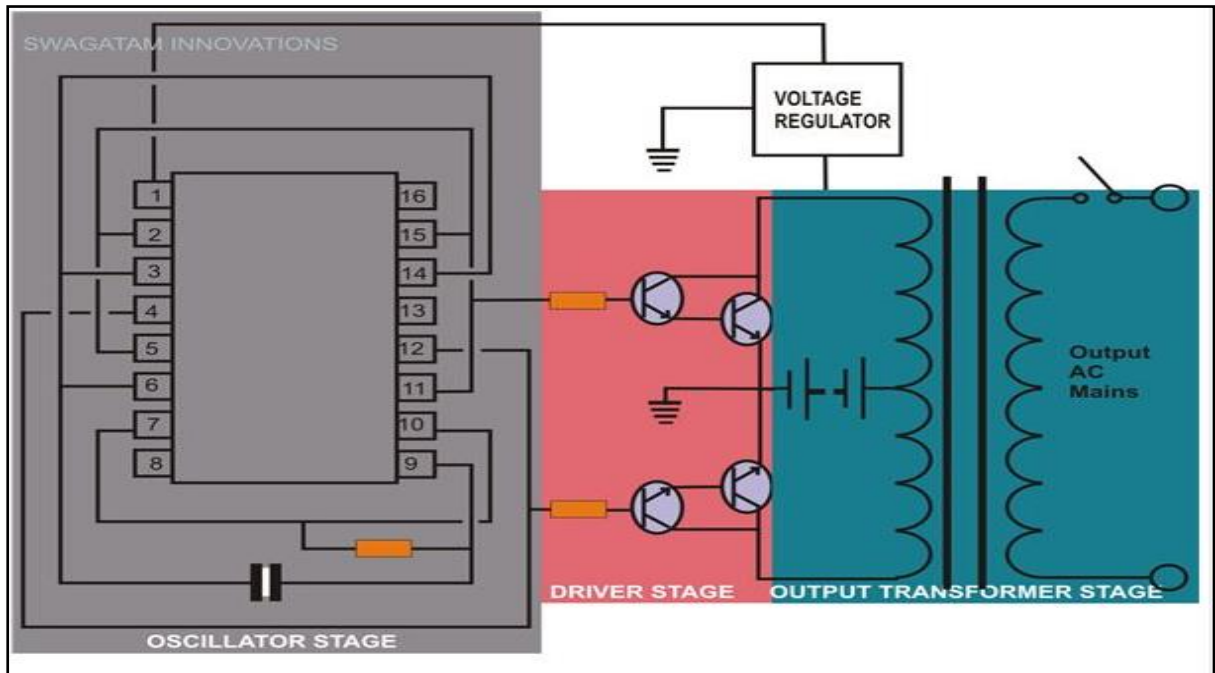 SWAGATAM INNOVATIONS
VOLTAGE
REGULATOR
1
2
3
4
5
6
7
8
16
15
14
13
12
11
10
9
Output
AC
Mains
DRIVER STAGE
OUTPUT TRANSFORMER STAGE
OSCILLATOR STAGE